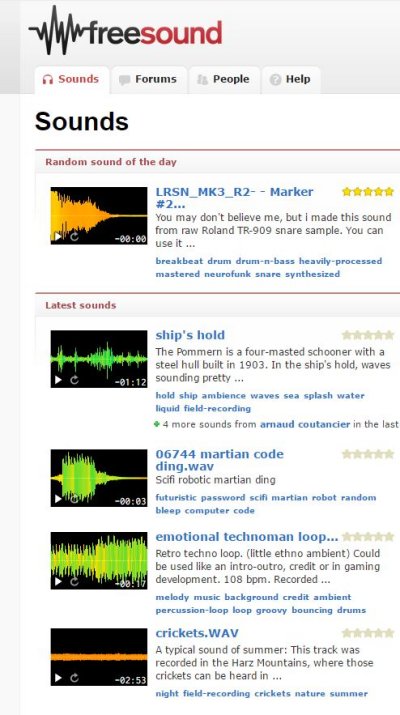 freesound
Sounds Forums People Help
Sounds
Random sound of the day
LRSN_MK3_R2- - Marker
#2...
-00:00
You may don't believe me, but i made this sound
from raw Roland TR-909 snare sample. You can
use it ...
breakbeat drum drum-n-bass heavily-processed
mastered neurofunk snare synthesized
Latest sounds
ship's hold
-01:12
The Pommern is a four-masted schooner with a
steel hull built in 1903. In the ship's hold, waves
sounding pretty ...
hold ship ambience waves sea splash water
liquid field-recording
4 more sounds from arnaud coutancier in the last
06744 martian code
ding.wav
-00:03
Scifi robotic martian ding
futuristic password scifi martian robot random
bleep computer code
emotional technoman loop...
-00:17
Retro techno loop. (little ethno ambient) Could
be used like an intro-outro, credit or in gaming
development. 108 bpm. Recorded ...
melody music background credit ambient
percussion-loop loop groovy bouncing drums
crickets.WAV
-02:53
A typical sound of summer: This track was
recorded in the Harz Mountains, where those
crickets can be heard in ...
night field-recording crickets nature summer